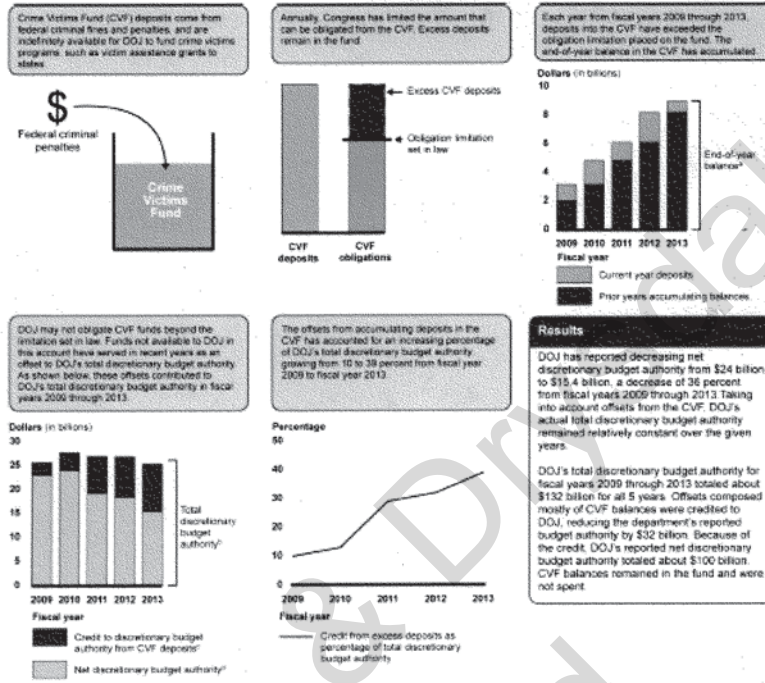 Crime Victims Fund (CVF) deposits come from
federal criminal fines and penalties, and are
indefinitely available for DOJ to fund crime victims
programs, such as victim assistance grants to
states.
$
Federal criminal
penalties
Crime
Victims
Fund
Annually, Congress has limited the amount that
can be obligated from the CVF. Excess deposits
remain in the fund.
Excess CVF deposits
Obligation limitation
set in law
CVF
deposits
CVF
obligations
Each year from fiscal years 2009 through 2013,
deposits into the CVF have exceeded the
obligation limitation placed on the fund. The
end-of-year balance in the CVF has accumulated.
Dollars (in billions)
10
8
6
4
2
0
End-of-year
balance
2009 2010 2011 2012 2013
Fiscal year
Current year deposits
Prior years accumulating balances
DOJ may not obligate CVF funds beyond the
limitation set in law. Funds not available to DOJ in
this account have served in recent years as an
offset to DOJ's total discretionary budget authority.
As shown below, these offsets contributed to
DOJ's total discretionary budget authority in fiscal
years 2009 through 2013.
Dollars (in billions)
30
25
20
15
10
5
0
Total
discretionary
budget
authority
2009 2010 2011 2012 2013
Fiscal year
Credit to discretionary budget
authority from CVF deposits
Net discretionary budget authority
The offsets from accumulating deposits in the
CVF has accounted for an increasing percentage
of DOJ's total discretionary budget authority
growing from 10 to 39 percent from fiscal year
2009 to fiscal year 2013.
Percentage
50
40
30
20
10
0
2009 2010 2011 2012 2013
Fiscal year
Credit from excess deposits as
percentage of total discretionary
budget authority
Results
DOJ has reported decreasing net
discretionary budget authority from $24 billion
to $15.4 billion, a decrease of 36 percent
from fiscal years 2009 through 2013. Taking
into account offsets from the CVF, DOJ's
actual total discretionary budget authority
remained relatively constant over the given
years.
DOJ's total discretionary budget authority for
fiscal years 2009 through 2013 totaled about
$132 billion for all 5 years. Offsets composed
mostly of CVF balances were credited to
DOJ, reducing the department's reported
budget authority by $32 billion. Because of
the credit, DOJ's reported net discretionary
budget authority totaled about $100 billion.
CVF balances remained in the fund and were
not spent.